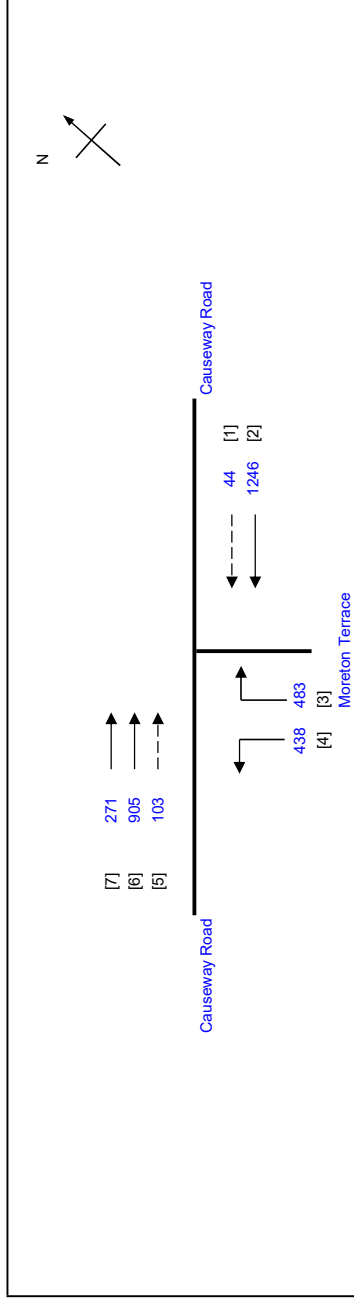 N
[7] 271
[6] 905
[5] 103
Causeway Road
Causeway Road
44 [1]
1246 [2]
438
[4]
483
[3]
Moreton Terrace